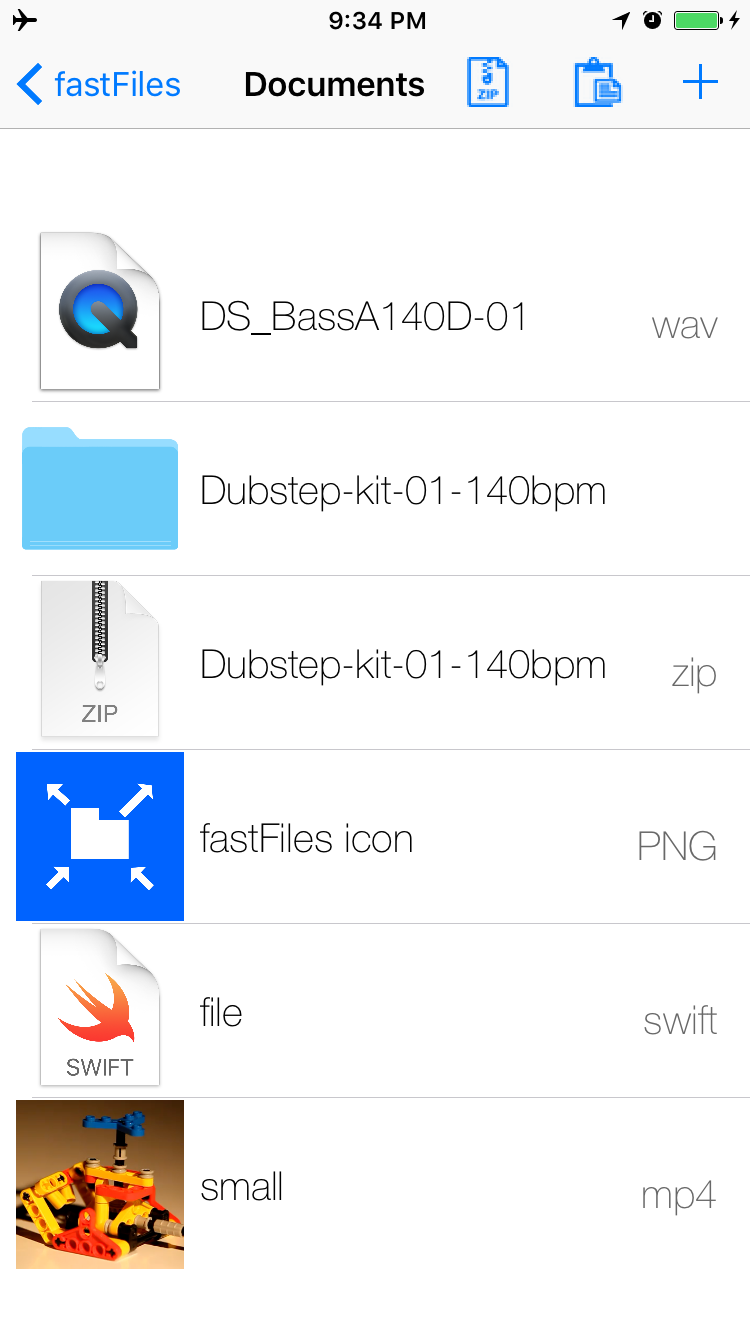 9:34 PM
fastFiles
Documents
ZIP
DS_BassA140D-01
wav
Dubstep-kit-01-140bpm
ZIP
Dubstep-kit-01-140bpm
zip
fastFiles icon
PNG
SWIFT
file
swift
small
mp4